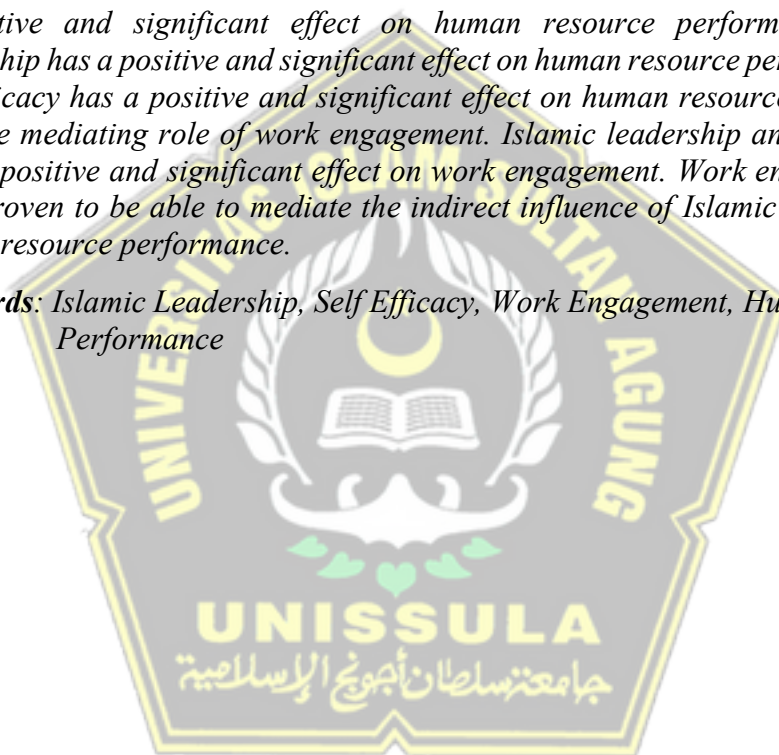 tive and significant effect on human resource perform
hip has a positive and significant effect on human resource pe
icacy has a positive and significant effect on human resource
e mediating role of work engagement. Islamic leadership an
positive and significant effect on work engagement. Work en
roven to be able to mediate the indirect influence of Islamic
resource performance.
rds: Islamic Leadership, Self Efficacy, Work Engagement, Hu
Performance
UNIVERSITAS ISLAM SULTAN AGUNG
UNISSULA
جامعة سلطان أجونج الإسلامية